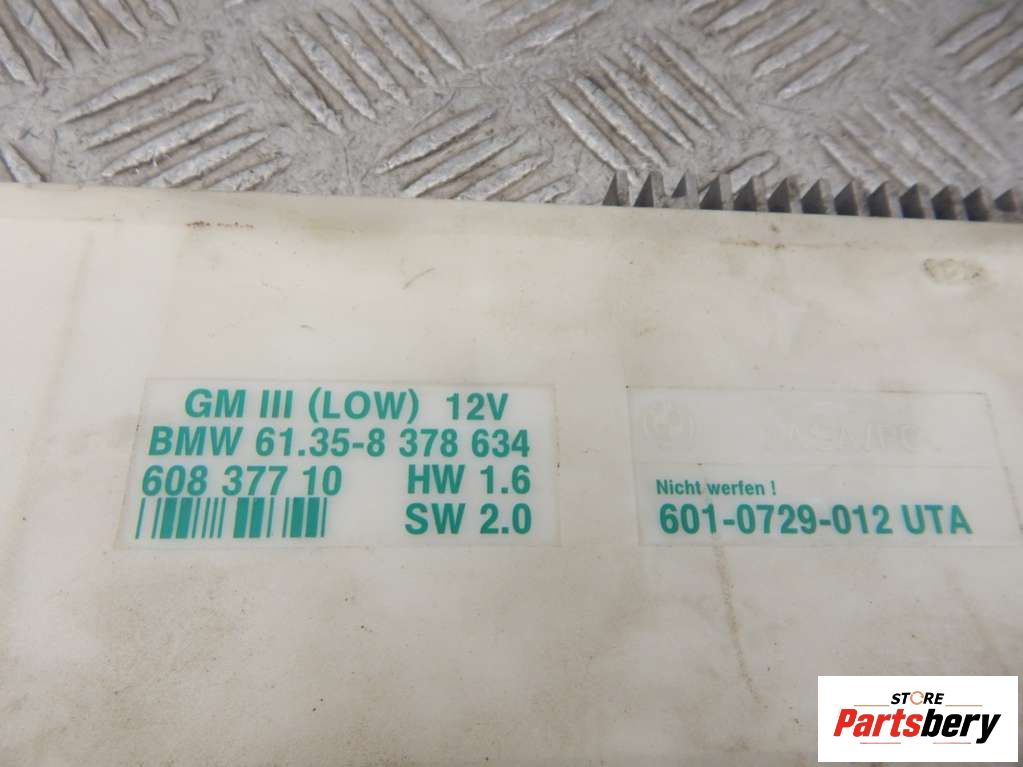 GM III (LOW) 12V
BMW 61.35-8 378 634
608 377 10 HW 1.6
SW 2.0
Nicht werfen !
601-0729-012 UTA
STORE
Partsbery